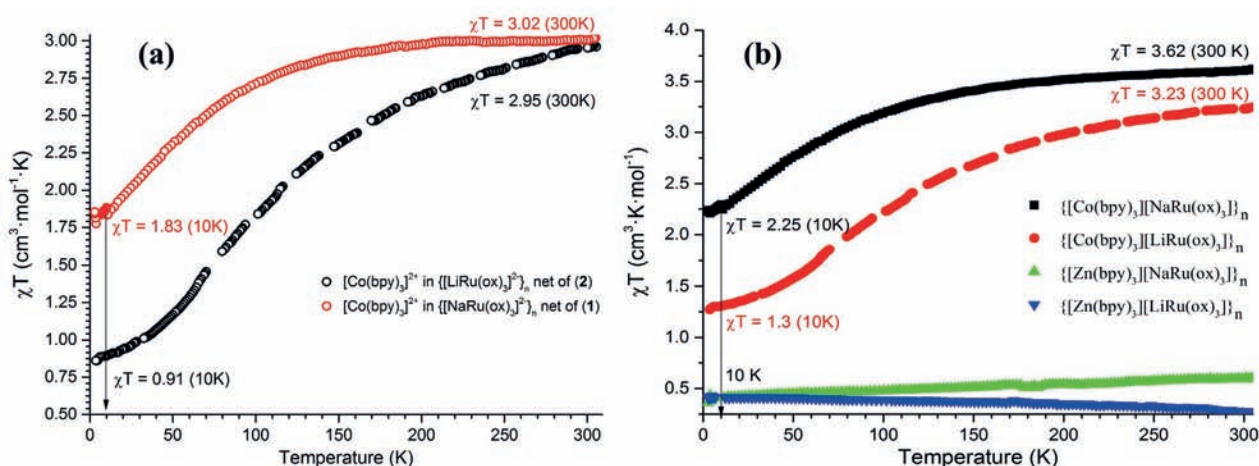 (a)
χT = 3.02 (300K)
χT = 2.95 (300K)
χT = 1.83 (10K)
χT = 0.91 (10K)
[Co(bpy)₃]²⁺ in {[LiRu(ox)₃]²⁻}ₙ net of (2)
[Co(bpy)₃]²⁺ in {[NaRu(ox)₃]²⁻}ₙ net of (1)
χT (cm³·mol⁻¹·K)
3.00
2.75
2.50
2.25
2.00
1.75
1.50
1.25
1.00
0.75
0.50
0 50 100 150 200 250 300
Temperature (K)
(b)
χT = 3.62 (300 K)
χT = 3.23 (300 K)
χT = 2.25 (10K)
χT = 1.3 (10K)
10 K
{[Co(bpy)₃][NaRu(ox)₃]}ₙ
{[Co(bpy)₃][LiRu(ox)₃]}ₙ
{[Zn(bpy)₃][NaRu(ox)₃]}ₙ
{[Zn(bpy)₃][LiRu(ox)₃]}ₙ
χT (cm³·K·mol⁻¹)
4.0
3.5
3.0
2.5
2.0
1.5
1.0
0.5
0 50 100 150 200 250 300
Temperature (K)